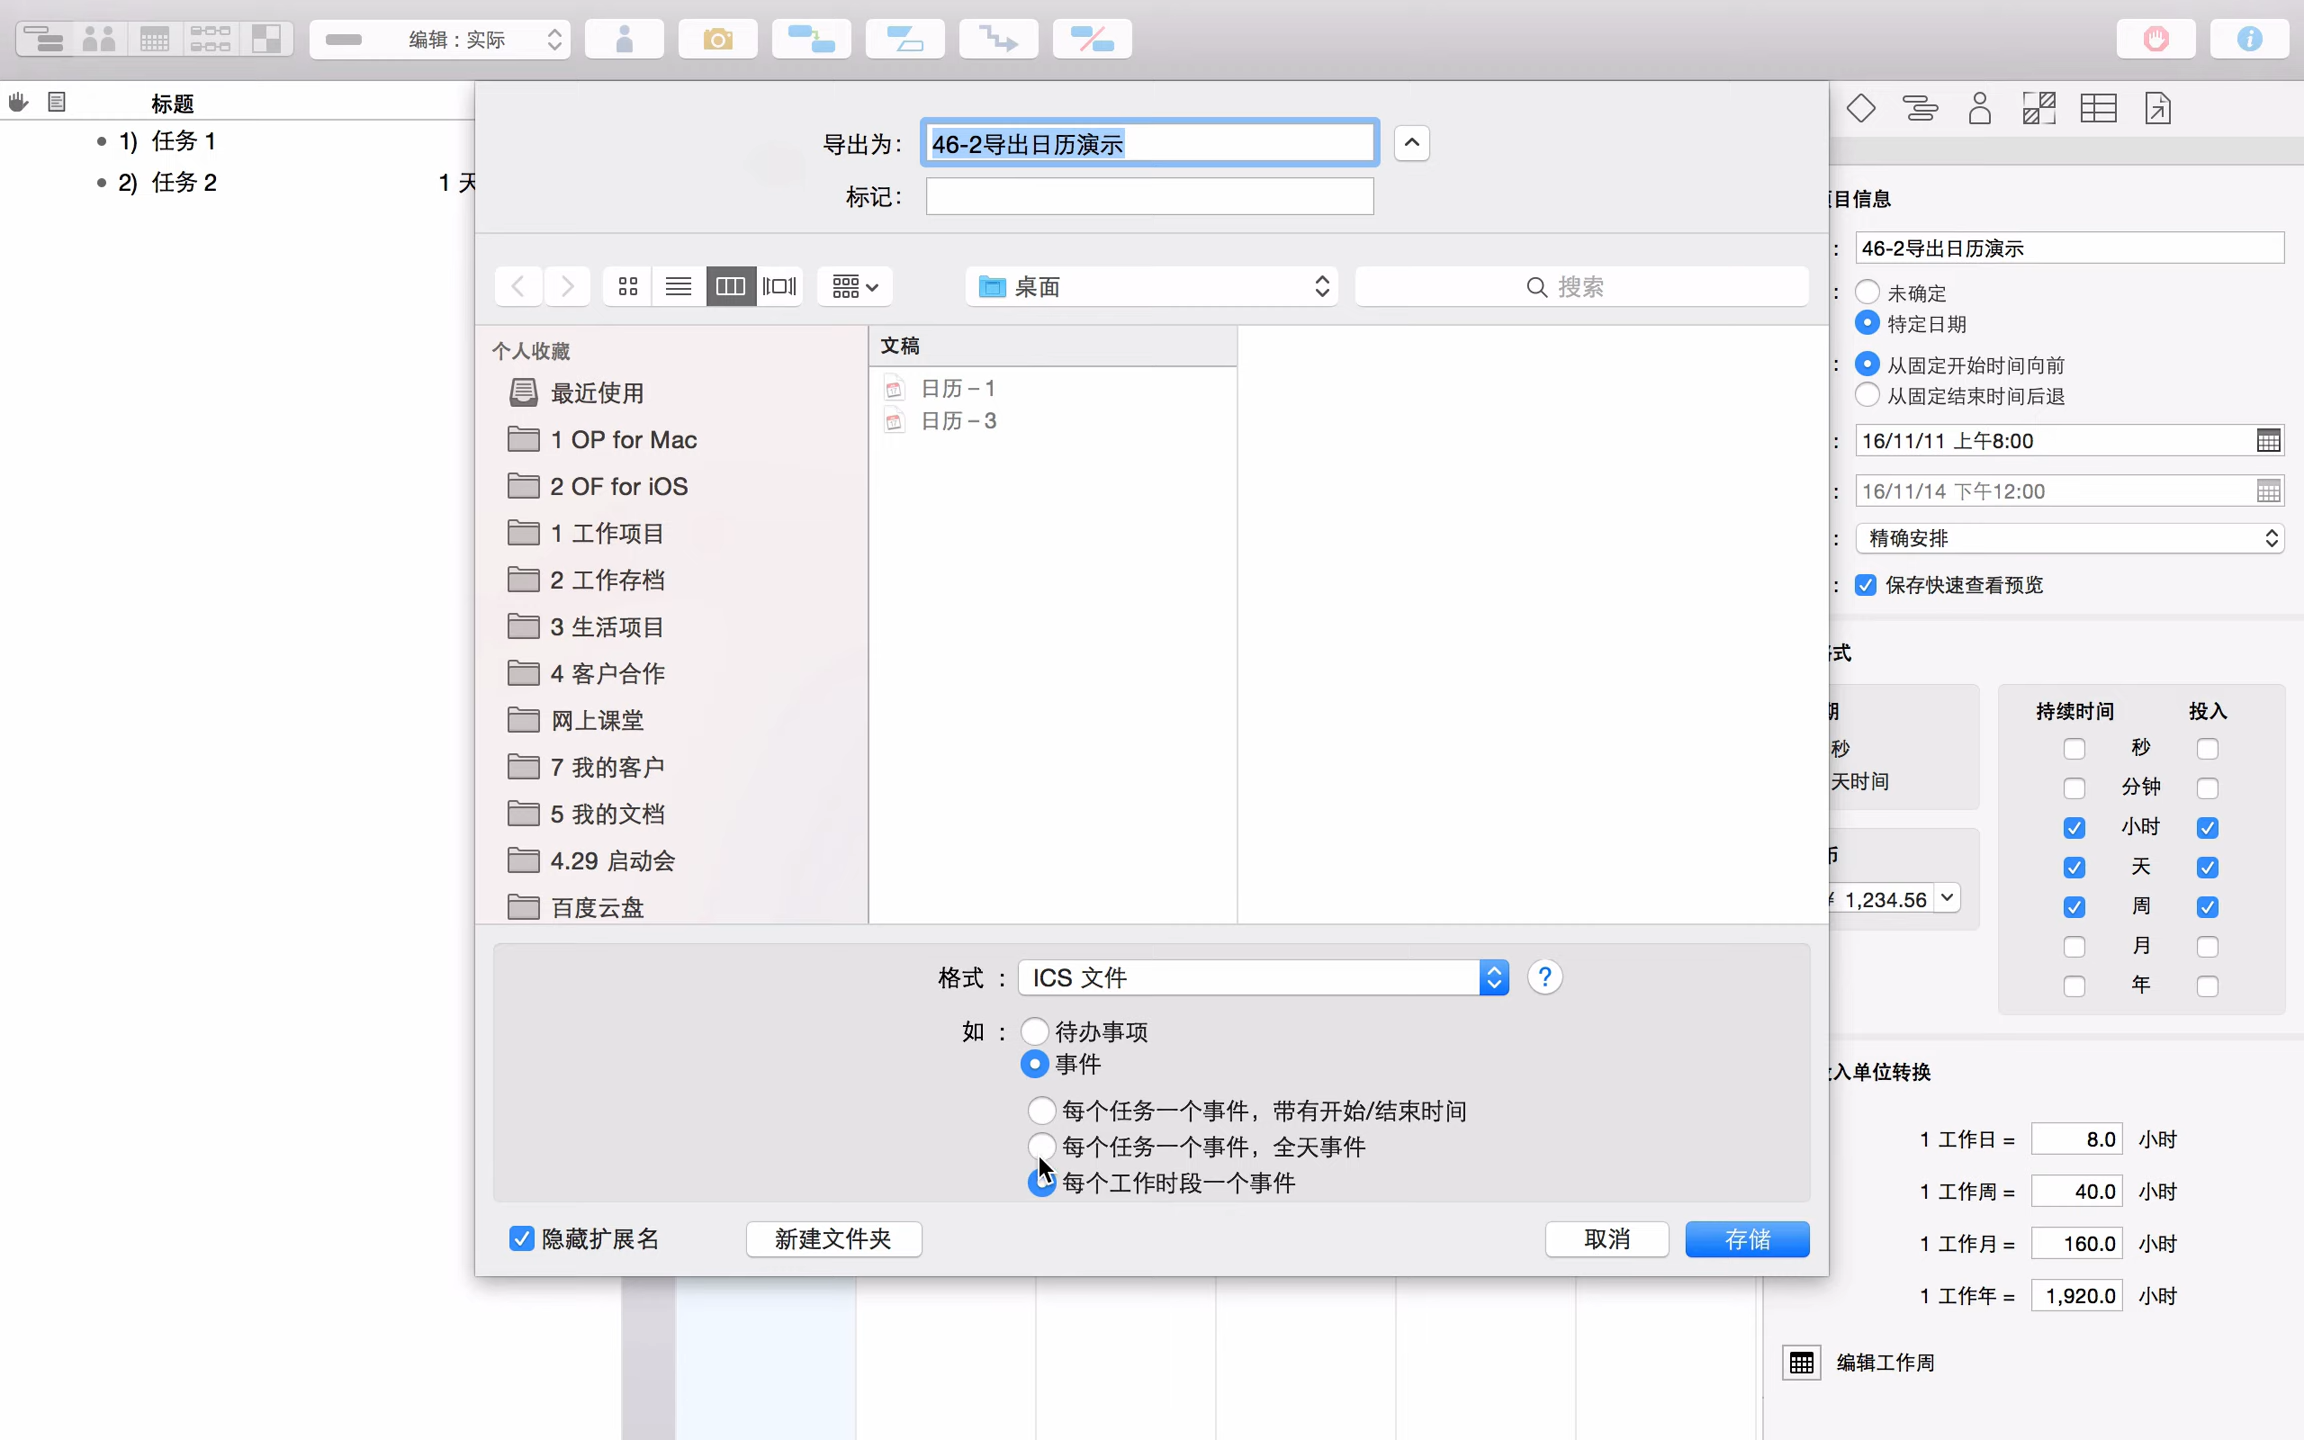 编辑：实际
标题
1) 任务 1
2) 任务 2
1 天
导出为：
46-2导出日历演示
标记：
桌面
搜索
个人收藏
最近使用
1 OP for Mac
2 OF for iOS
1 工作项目
2 工作存档
3 生活项目
4 客户合作
网上课堂
7 我的客户
5 我的文档
4.29 启动会
百度云盘
文稿
日历－1
日历－3
格式 ： ICS 文件
?
如 ： 待办事项
事件
每个任务一个事件，带有开始/结束时间
每个任务一个事件，全天事件
每个工作时段一个事件
隐藏扩展名
新建文件夹
取消
存储
目信息
: 46-2导出日历演示
: 未确定
特定日期
: 从固定开始时间向前
从固定结束时间后退
: 16/11/11 上午8:00
: 16/11/14 下午12:00
: 精确安排
: 保存快速查看预览
式
期
秒
天时间
币
1,234.56
持续时间 投入
秒
分钟
小时
天
周
月
年
入单位转换
1 工作日 = 8.0 小时
1 工作周 = 40.0 小时
1 工作月 = 160.0 小时
1 工作年 = 1,920.0 小时
编辑工作周